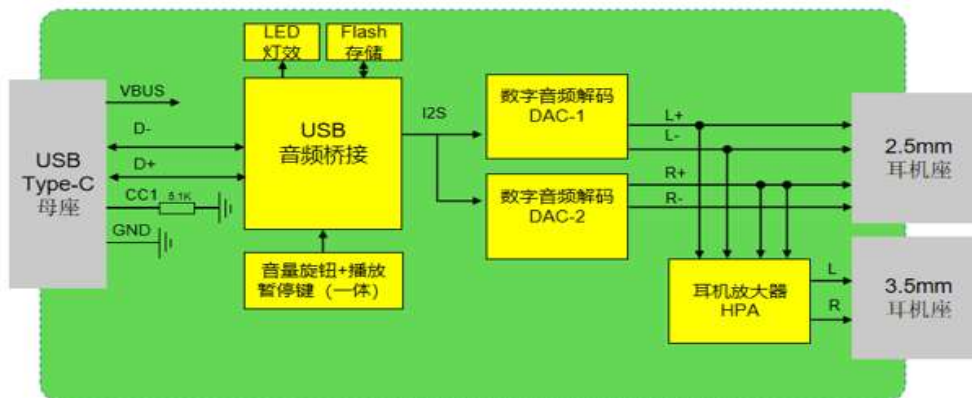 LED
灯效
Flash
存储
VBUS
D-
D+
CC1
5.1K
GND
USB
Type-C
母座
USB
音频桥接
音量旋钮+播放
暂停键（一体）
I2S
数字音频解码
DAC-1
数字音频解码
DAC-2
L+
L-
R+
R-
2.5mm
耳机座
耳机放大器
HPA
L
R
3.5mm
耳机座